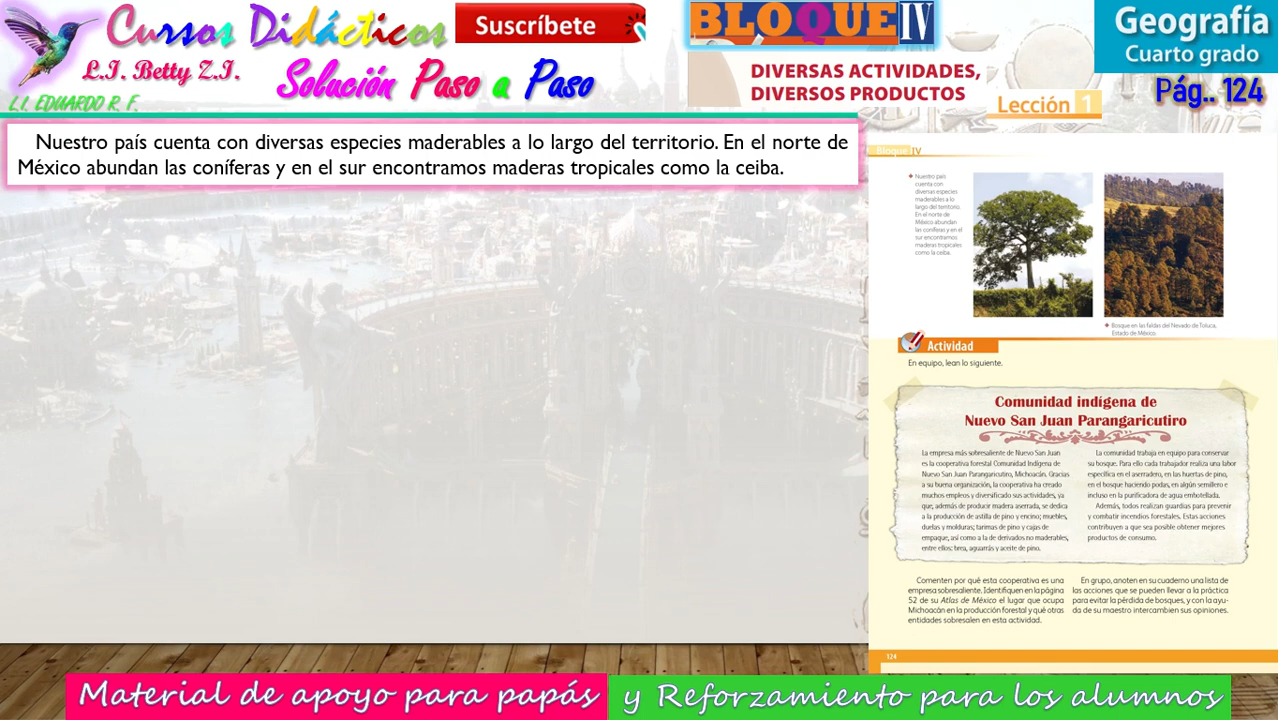 Cursos Didácticos
L.I. Betty Z.I.
L.I. EDUARDO R. F.
Solución Paso a Paso
Suscríbete
BLOQUE IV
DIVERSAS ACTIVIDADES,
DIVERSOS PRODUCTOS
Lección 1
Geografía
Cuarto grado
Pág.. 124
Nuestro país cuenta con diversas especies maderables a lo largo del territorio. En el norte de
México abundan las coníferas y en el sur encontramos maderas tropicales como la ceiba.
Bloque IV
Nuestro país
cuenta con
diversas especies
maderables a lo
largo del territorio.
En el norte de
México abundan
las coníferas y en el
sur encontramos
maderas tropicales
como la ceiba.
Bosque en las faldas del Nevado de Toluca,
Estado de México.
Actividad
En equipo, lean lo siguiente.
Comunidad indígena de
Nuevo San Juan Parangaricutiro
La empresa más sobresaliente de Nuevo San Juan
es la cooperativa forestal Comunidad Indígena de
Nuevo San Juan Parangaricutiro, Michoacán. Gracias
a su buena organización, la cooperativa ha creado
muchos empleos y diversificado sus actividades, ya
que, además de producir madera aserrada, se dedica
a la producción de astilla de pino y encino; muebles,
duelas y molduras; tarimas de pino y cajas de
empaque, así como a la de derivados no maderables,
entre ellos: brea, aguarrás y aceite de pino.
La comunidad trabaja en equipo para conservar
su bosque. Para ello cada trabajador realiza una labor
específica en el aserradero, en las huertas de pino,
en el bosque haciendo podas, en algún semillero e
incluso en la purificadora de agua embotellada.
Además, todos realizan guardias para prevenir
y combatir incendios forestales. Estas acciones
contribuyen a que sea posible obtener mejores
productos de consumo.
Comenten por qué esta cooperativa es una
empresa sobresaliente. Identifiquen en la página
52 de su Atlas de México el lugar que ocupa
Michoacán en la producción forestal y qué otras
entidades sobresalen en esta actividad.
En grupo, anoten en su cuaderno una lista de
las acciones que se pueden llevar a la práctica
para evitar la pérdida de bosques, y con la ayu-
da de su maestro intercambien sus opiniones.
124
Material de apoyo para papás y Reforzamiento para los alumnos